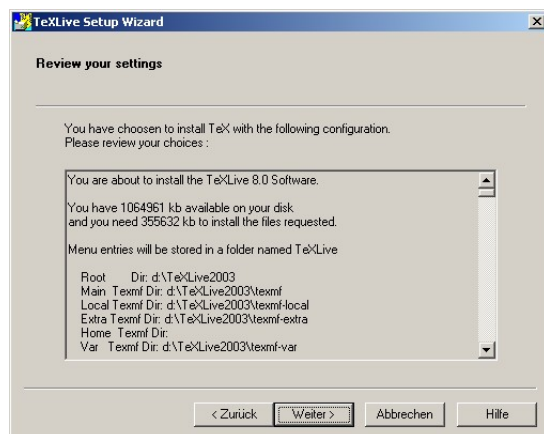 TeXLive Setup Wizard
Review your settings
You have choosen to install TeX with the following configuration.
Please review your choices :
You are about to install the TeXLive 8.0 Software.
You have 1064961 kb available on your disk
and you need 355632 kb to install the files requested.
Menu entries will be stored in a folder named TeXLive
Root Dir: d:\TeXLive2003
Main Texmf Dir: d:\TeXLive2003\texmf
Local Texmf Dir: d:\TeXLive2003\texmf-local
Extra Texmf Dir: d:\TeXLive2003\texmf-extra
Home Texmf Dir:
Var Texmf Dir: d:\TeXLive2003\texmf-var
< Zurück Weiter > Abbrechen Hilfe